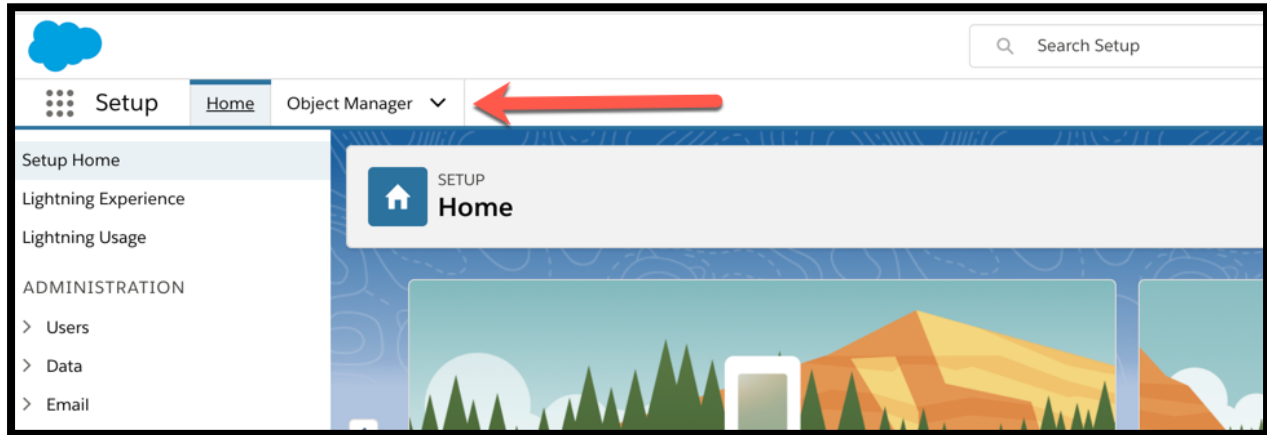 Search Setup
Setup Home Object Manager
Setup Home
Lightning Experience
Lightning Usage
ADMINISTRATION
Users
Data
Email
SETUP
Home